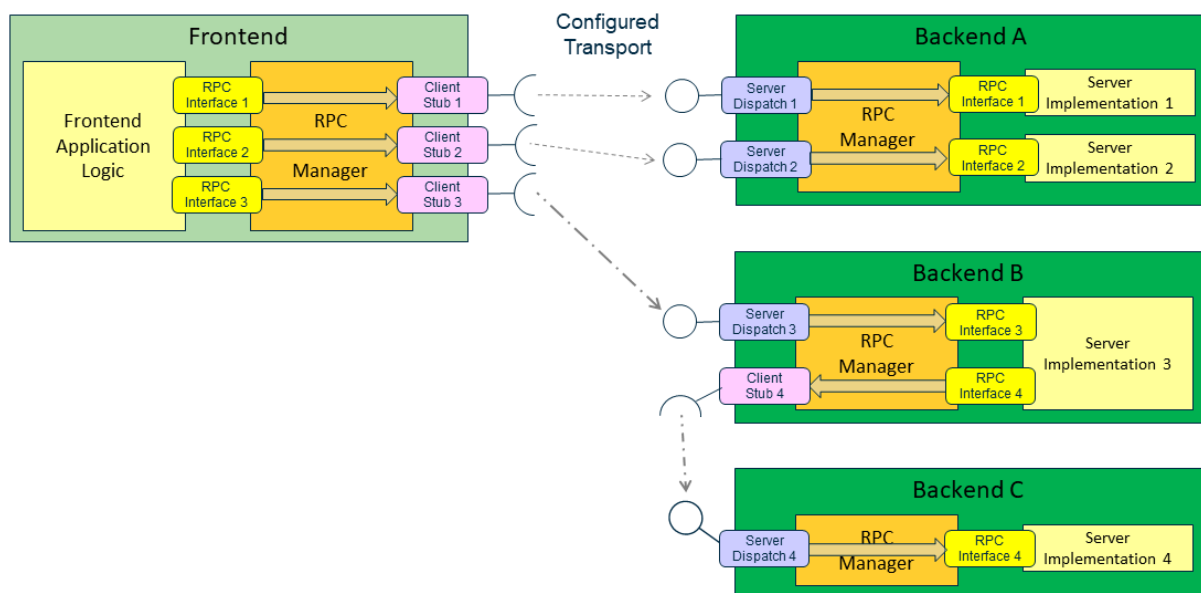 Frontend
Frontend
Application
Logic
RPC
Interface 1
RPC
Interface 2
RPC
Interface 3
RPC
Manager
Client
Stub 1
Client
Stub 2
Client
Stub 3
Configured
Transport
Backend A
Server
Dispatch 1
Server
Dispatch 2
RPC
Manager
RPC
Interface 1
RPC
Interface 2
Server
Implementation 1
Server
Implementation 2
Backend B
Server
Dispatch 3
Client
Stub 4
RPC
Manager
RPC
Interface 3
RPC
Interface 4
Server
Implementation 3
Backend C
Server
Dispatch 4
RPC
Manager
RPC
Interface 4
Server
Implementation 4